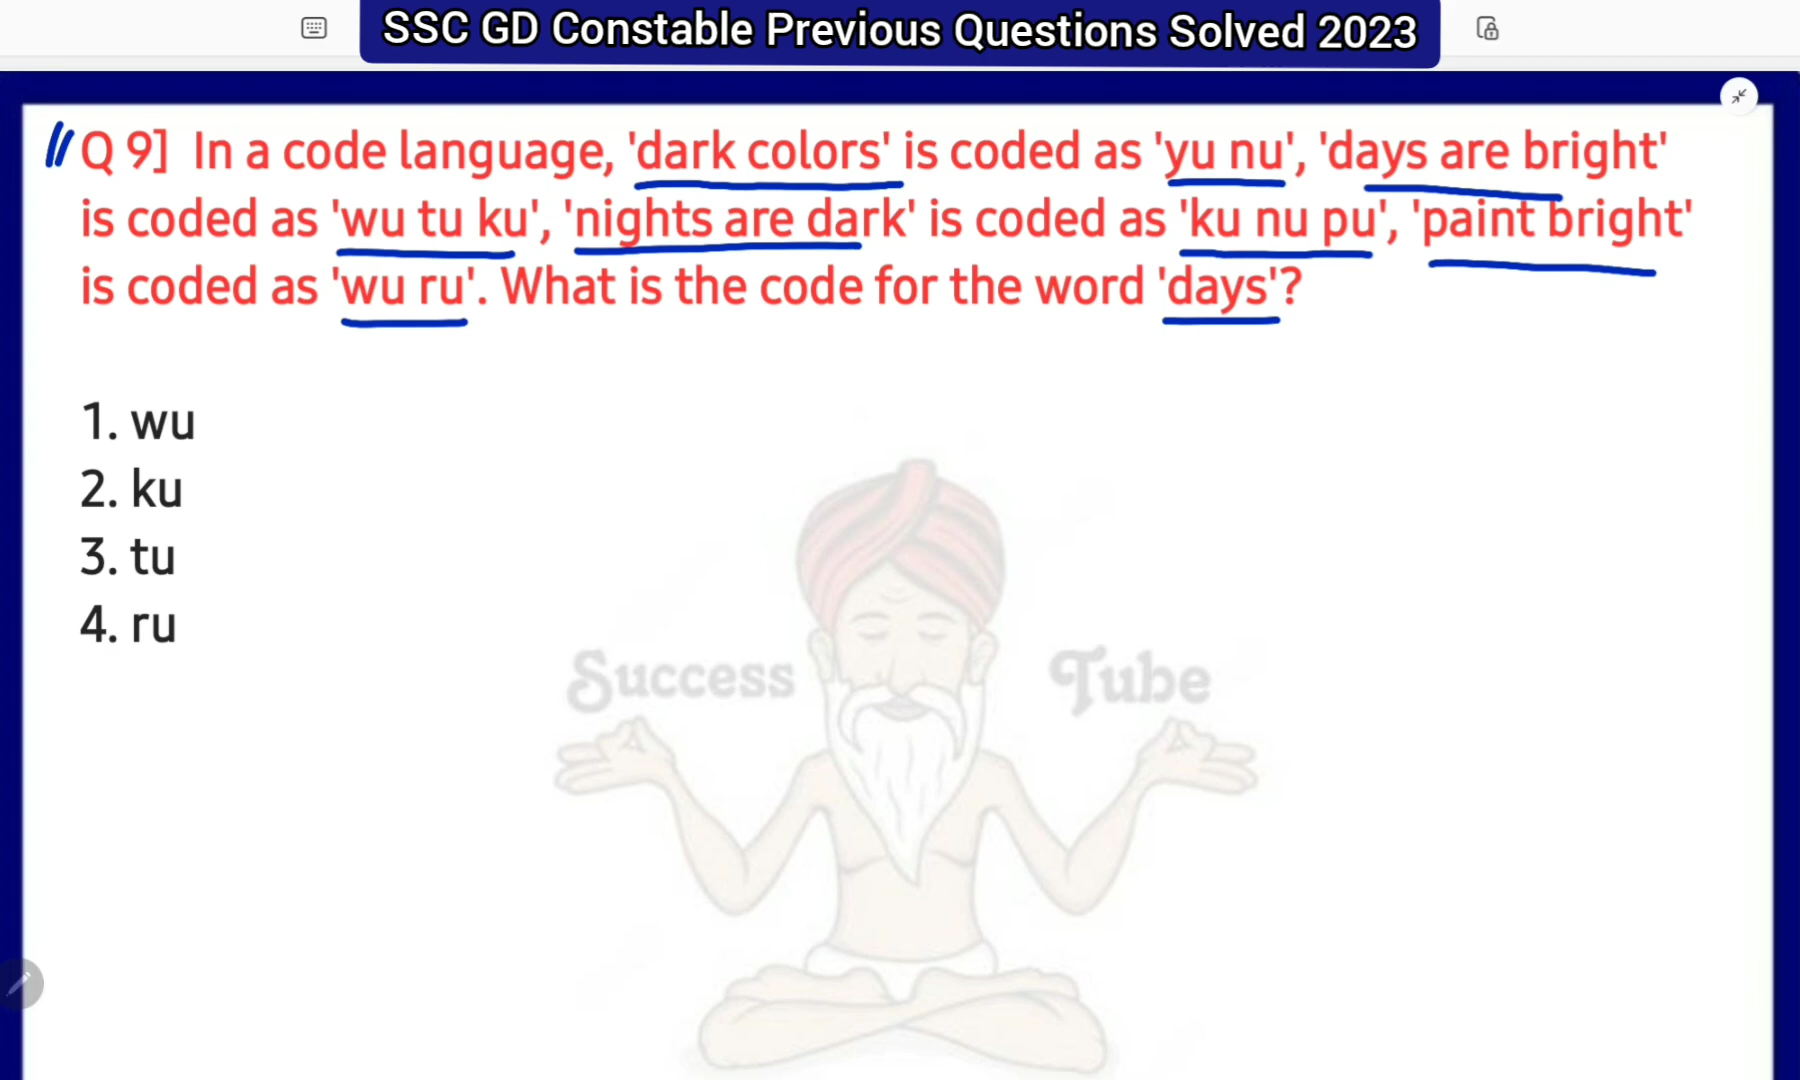 SSC GD Constable Previous Questions Solved 2023
Q 9] In a code language, 'dark colors' is coded as 'yu nu', 'days are bright'
is coded as 'wu tu ku', 'nights are dark' is coded as 'ku nu pu', 'paint bright'
is coded as 'wu ru'. What is the code for the word 'days'?
1. wu
2. ku
3. tu
4. ru
Success Tube